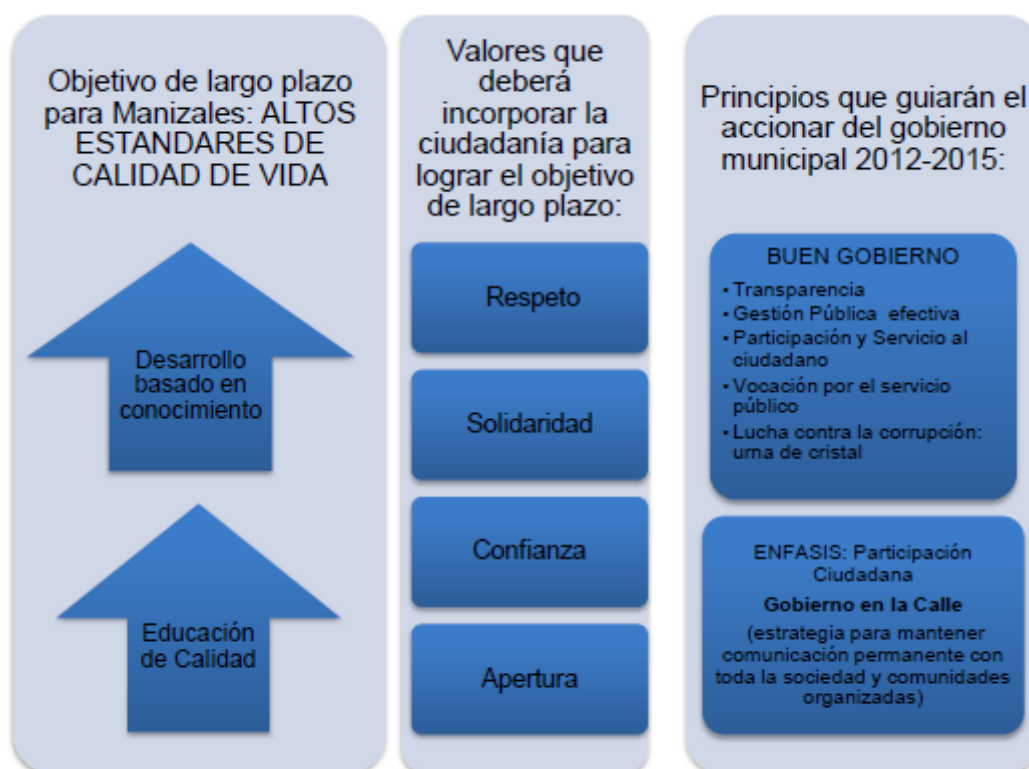 Objetivo de largo plazo
para Manizales: ALTOS
ESTANDARES DE
CALIDAD DE VIDA
Desarrollo
basado en
conocimiento
Educación
de Calidad
Valores que
deberá
incorporar la
ciudadanía para
lograr el objetivo
de largo plazo:
Respeto
Solidaridad
Confianza
Apertura
Principios que guiarán el
accionar del gobierno
municipal 2012-2015:
BUEN GOBIERNO
• Transparencia
• Gestión Pública efectiva
• Participación y Servicio al
ciudadano
• Vocación por el servicio
público
• Lucha contra la corrupción:
urna de cristal
ENFASIS: Participación
Ciudadana
Gobierno en la Calle
(estrategia para mantener
comunicación permanente con
toda la sociedad y comunidades
organizadas)